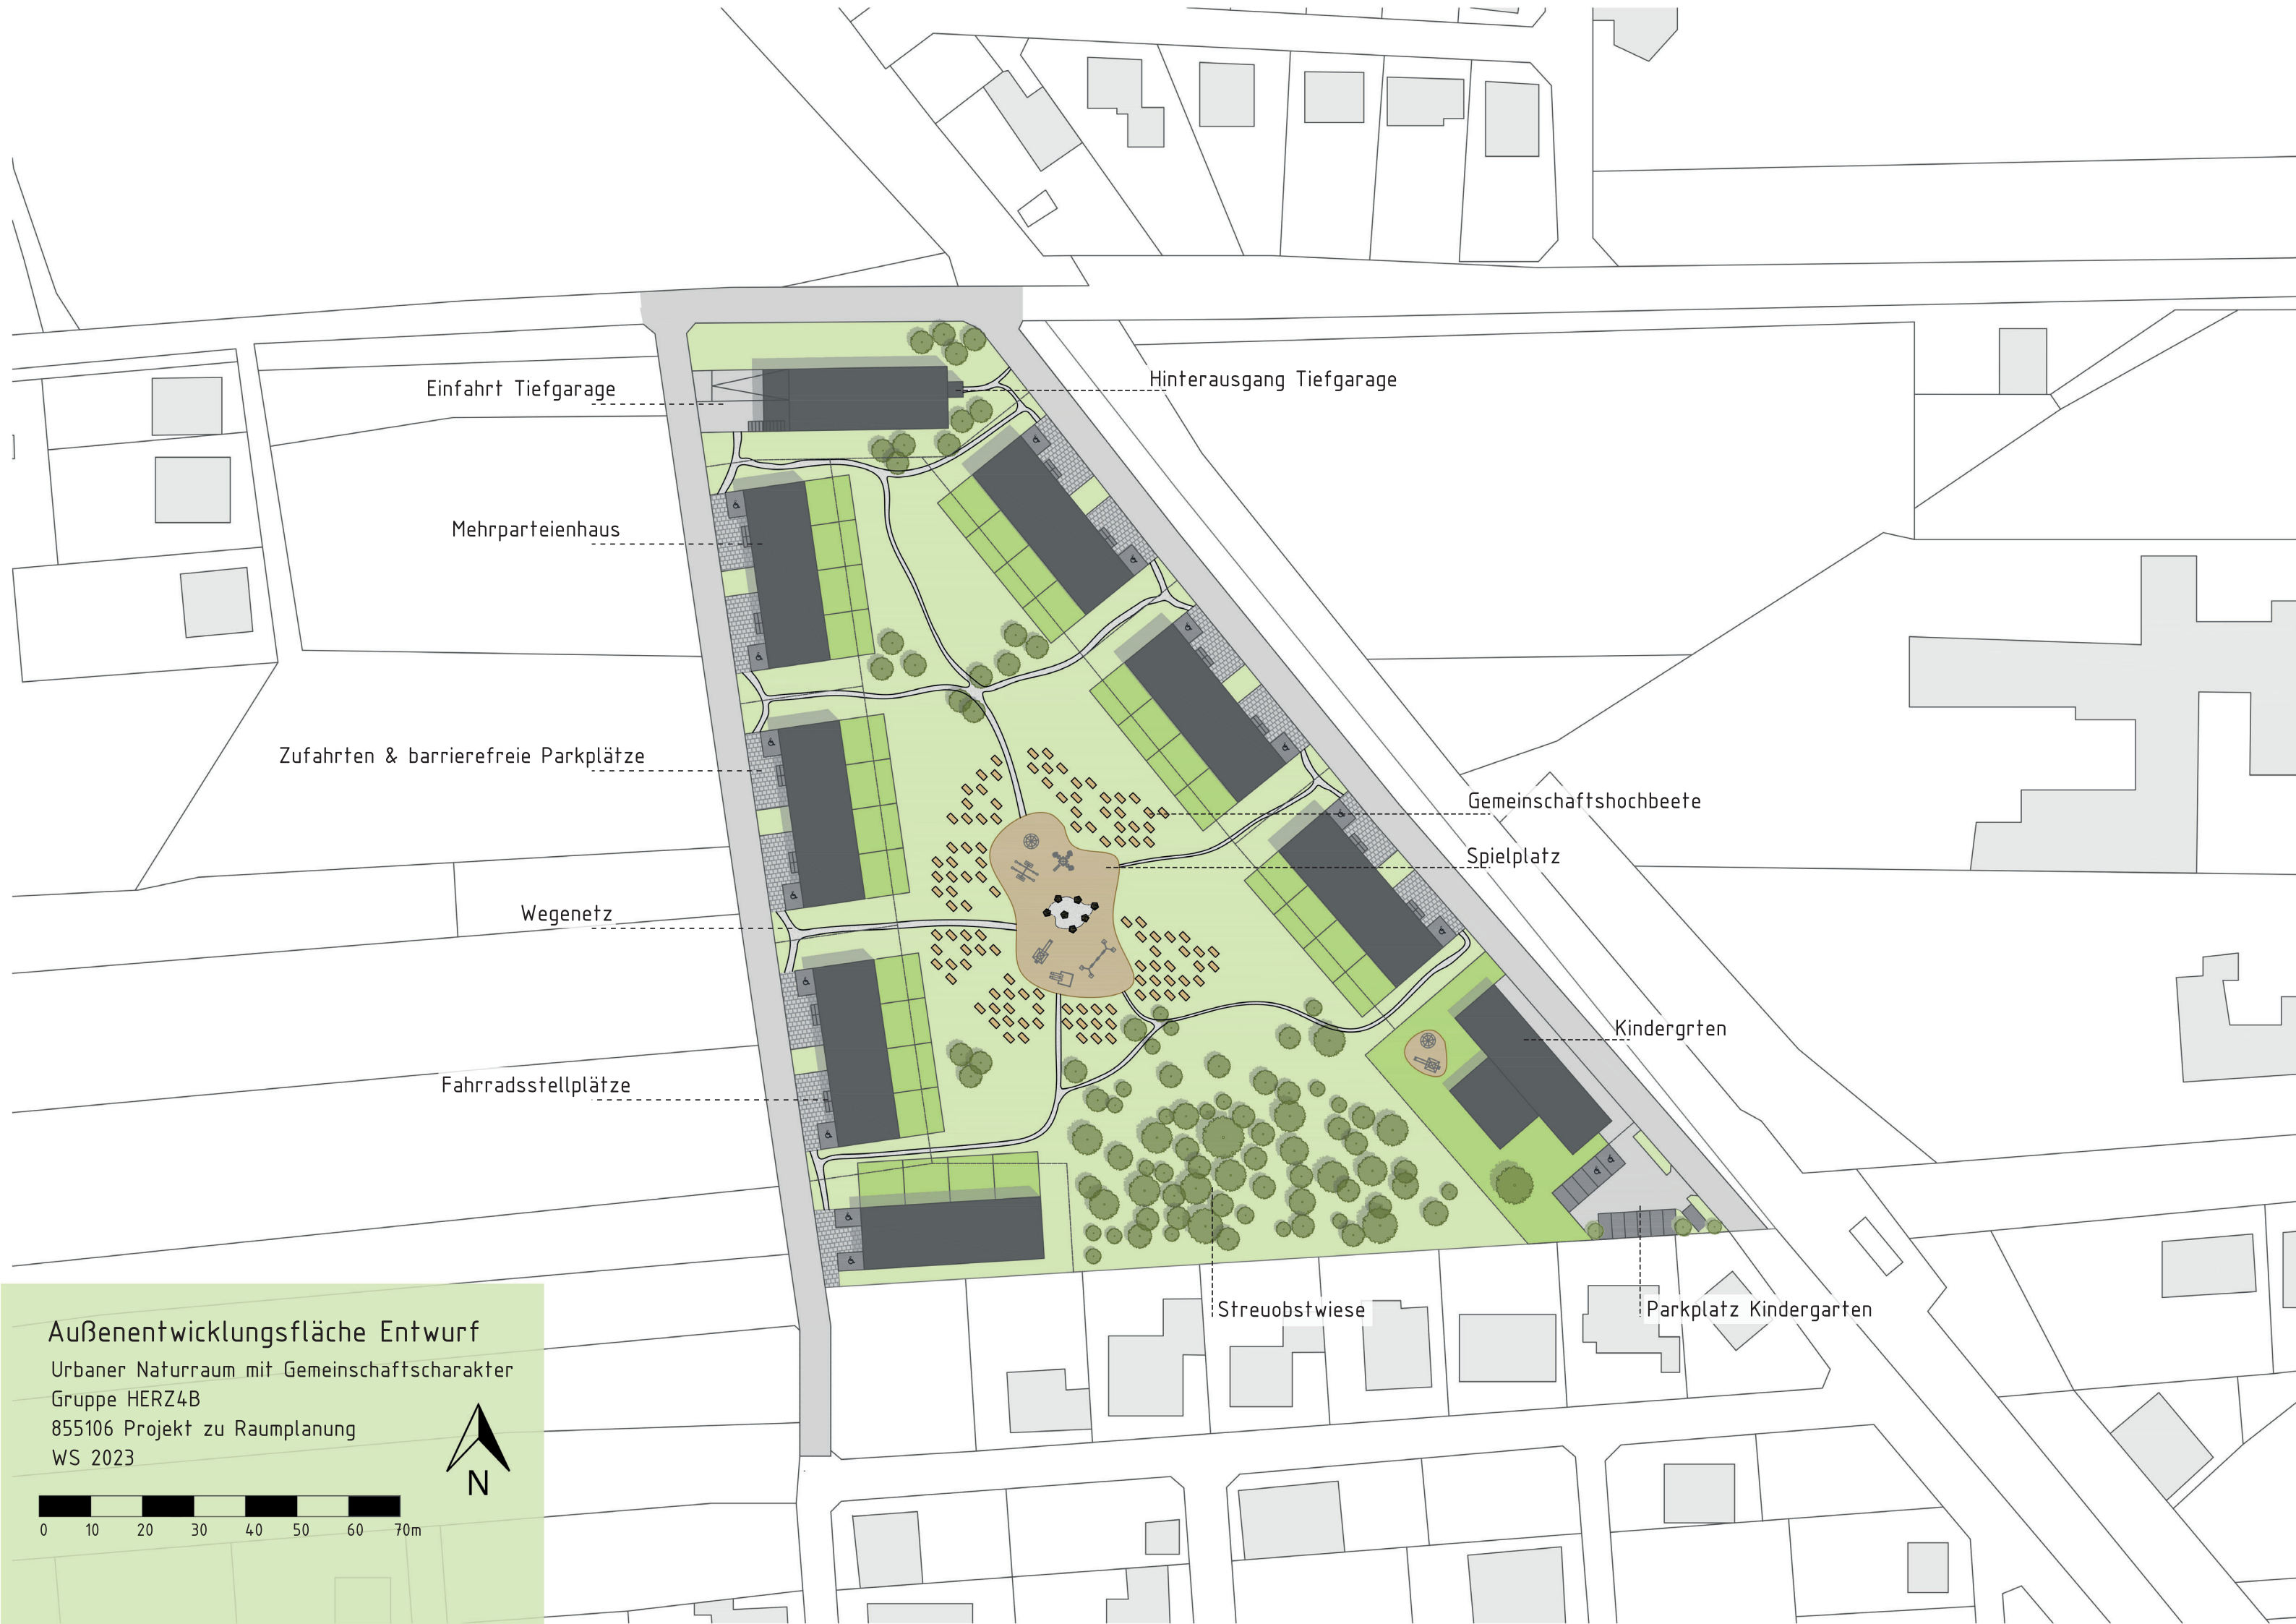 Einfahrt Tiefgarage
Hinterausgang Tiefgarage
Mehrparteienhaus
Zufahrten & barrierefreie Parkplätze
Gemeinschaftshochbeete
Spielplatz
Wegenetz
Kindergrten
Fahrradsstellplätze
Streuobstwiese
Parkplatz Kindergarten
Außenentwicklungsfläche Entwurf
Urbaner Naturraum mit Gemeinschaftscharakter
Gruppe HERZ4B
855106 Projekt zu Raumplanung
WS 2023
N
0 10 20 30 40 50 60 70m